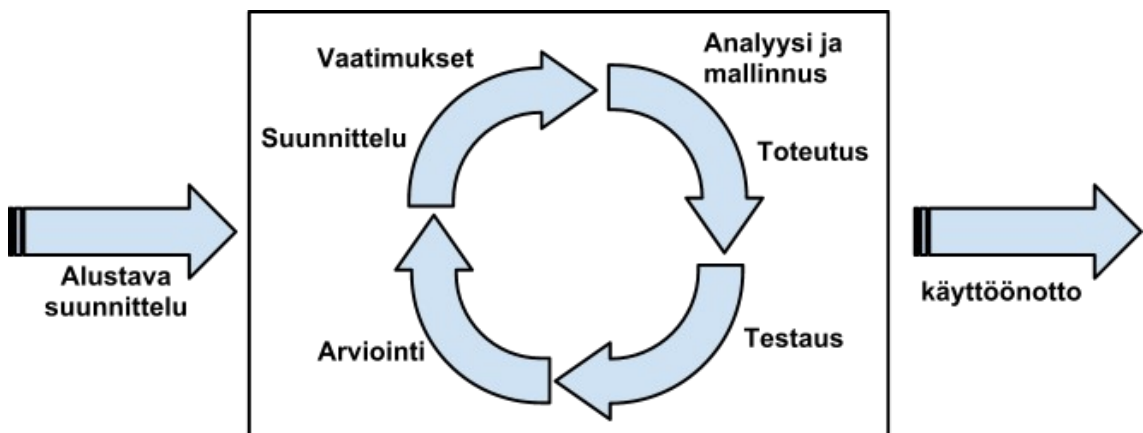 Vaatimukset
Analyysi ja
mallinnus
Suunnittelu
Toteutus
Alustava
suunnittelu
käyttöönotto
Arviointi
Testaus